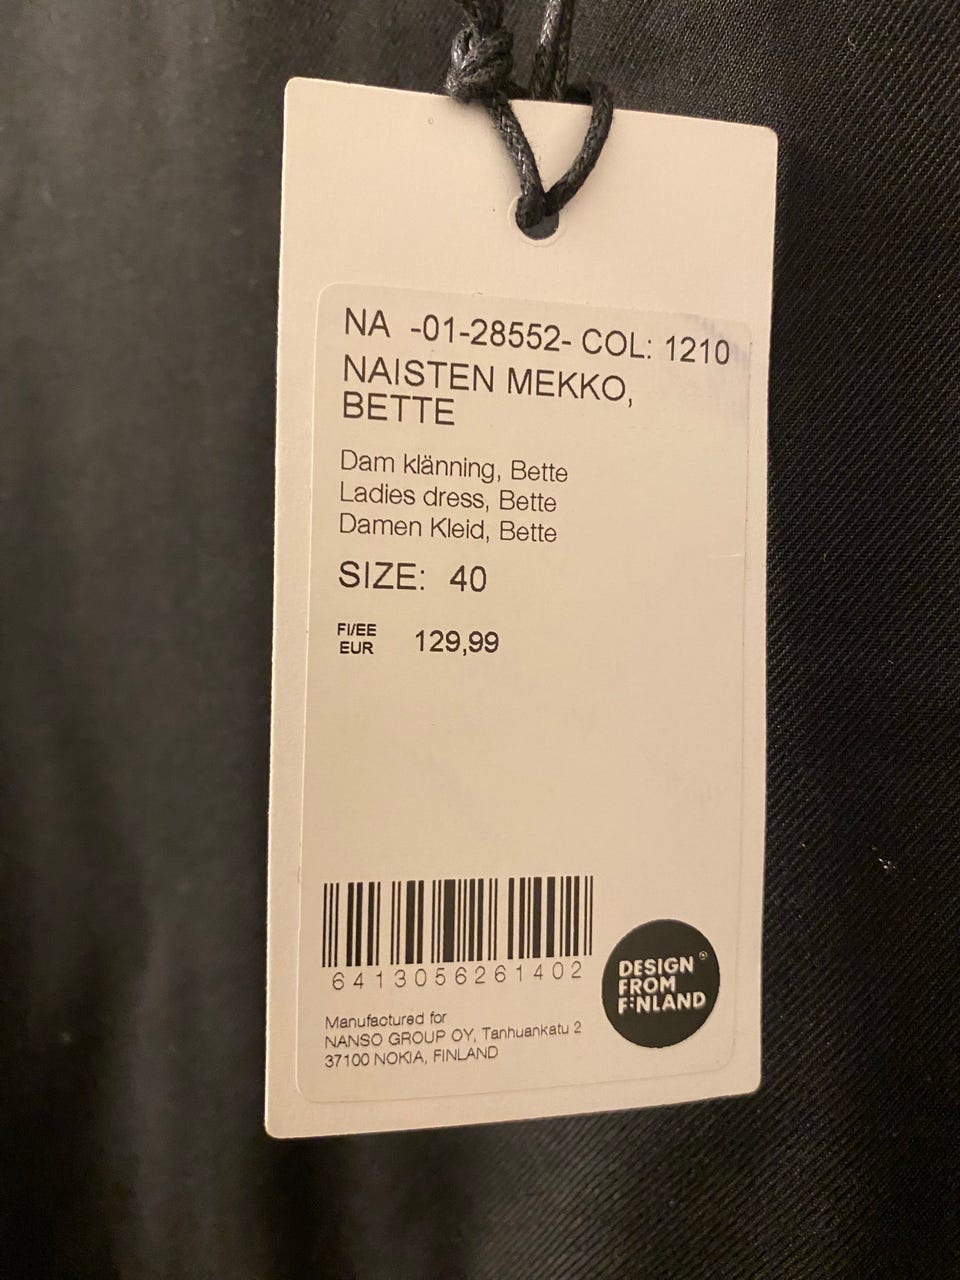 NA -01-28552- COL: 1210
NAISTEN MEKKO,
BETTE
Dam klänning, Bette
Ladies dress, Bette
Damen Kleid, Bette
SIZE: 40
FI/EE
EUR 129,99
6413056261402
Manufactured for
NANSO GROUP OY, Tanhuankatu 2
37100 NOKIA, FINLAND
DESIGN ®
FROM
FINLAND